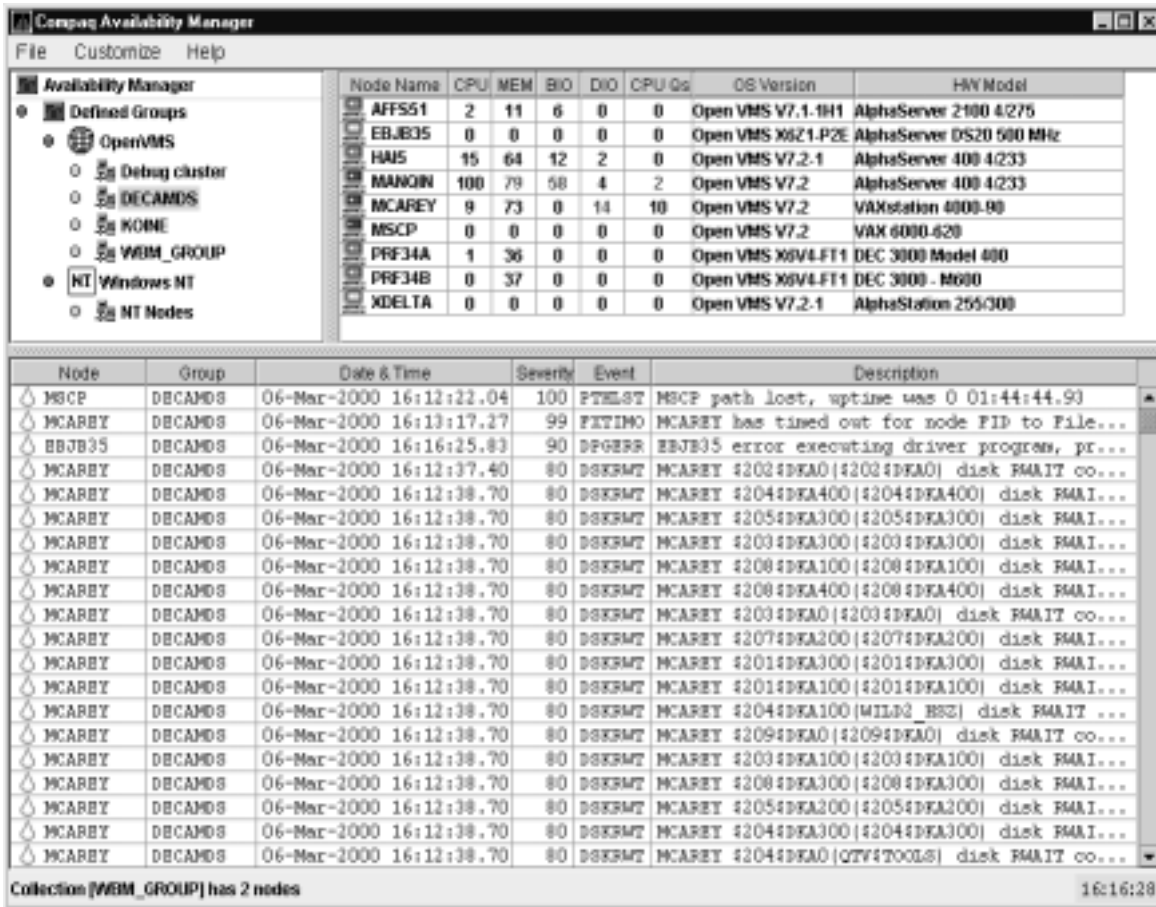 Compaq Availability Manager
File Customize Help
Availability Manager
Defined Groups
OpenVMS
Debug cluster
DECAMDS
KOINE
WBM_GROUP
NT Windows NT
NT Nodes
Node Name CPU MEM BIO DIO CPU Qs OS Version HW Model
AFFS51 2 11 6 0 0 Open VMS V7.1-1H1 AlphaServer 2100 4/275
EBJB35 0 0 0 0 0 Open VMS X6Z1-P2E AlphaServer DS20 500 MHz
HAI5 15 64 12 2 0 Open VMS V7.2-1 AlphaServer 400 4/233
MANQIN 100 79 58 4 2 Open VMS V7.2 AlphaServer 400 4/233
MCAREY 9 73 0 14 10 Open VMS V7.2 VAXstation 4000-90
MSCP 0 0 0 0 0 Open VMS V7.2 VAX 6000-620
PRF34A 1 36 0 0 0 Open VMS X6V4-FT1 DEC 3000 Model 400
PRF34B 0 37 0 0 0 Open VMS X6V4-FT1 DEC 3000 - M600
XDELTA 0 0 0 0 0 Open VMS V7.2-1 AlphaStation 255/300
Node Group Date & Time Severity Event Description
MSCP DECAMDS 06-Mar-2000 16:12:22.04 100 PTHLST MSCP path lost, uptime was 0 01:44:44.93
MCAREY DECAMDS 06-Mar-2000 16:13:17.27 99 FXTIMO MCAREY has timed out for node PID to File...
EBJB35 DECAMDS 06-Mar-2000 16:16:25.83 90 DPGERR EBJB35 error executing driver program, pr...
MCAREY DECAMDS 06-Mar-2000 16:12:37.40 80 DSKRWT MCAREY $202$DKA0($202$DKA0) disk RWAIT co...
MCAREY DECAMDS 06-Mar-2000 16:12:38.70 80 DSKRWT MCAREY $204$DKA400($204$DKA400) disk RWAI...
MCAREY DECAMDS 06-Mar-2000 16:12:38.70 80 DSKRWT MCAREY $205$DKA300($205$DKA300) disk RWAI...
MCAREY DECAMDS 06-Mar-2000 16:12:38.70 80 DSKRWT MCAREY $203$DKA300($203$DKA300) disk RWAI...
MCAREY DECAMDS 06-Mar-2000 16:12:38.70 80 DSKRWT MCAREY $208$DKA100($208$DKA100) disk RWAI...
MCAREY DECAMDS 06-Mar-2000 16:12:38.70 80 DSKRWT MCAREY $208$DKA400($208$DKA400) disk RWAI...
MCAREY DECAMDS 06-Mar-2000 16:12:38.70 80 DSKRWT MCAREY $203$DKA0($203$DKA0) disk RWAIT co...
MCAREY DECAMDS 06-Mar-2000 16:12:38.70 80 DSKRWT MCAREY $207$DKA200($207$DKA200) disk RWAI...
MCAREY DECAMDS 06-Mar-2000 16:12:38.70 80 DSKRWT MCAREY $201$DKA300($201$DKA300) disk RWAI...
MCAREY DECAMDS 06-Mar-2000 16:12:38.70 80 DSKRWT MCAREY $201$DKA100($201$DKA100) disk RWAI...
MCAREY DECAMDS 06-Mar-2000 16:12:38.70 80 DSKRWT MCAREY $204$DKA100(WILD2_HSZ) disk RWAIT ...
MCAREY DECAMDS 06-Mar-2000 16:12:38.70 80 DSKRWT MCAREY $209$DKA0($209$DKA0) disk RWAIT co...
MCAREY DECAMDS 06-Mar-2000 16:12:38.70 80 DSKRWT MCAREY $203$DKA100($203$DKA100) disk RWAI...
MCAREY DECAMDS 06-Mar-2000 16:12:38.70 80 DSKRWT MCAREY $208$DKA300($208$DKA300) disk RWAI...
MCAREY DECAMDS 06-Mar-2000 16:12:38.70 80 DSKRWT MCAREY $205$DKA200($205$DKA200) disk RWAI...
MCAREY DECAMDS 06-Mar-2000 16:12:38.70 80 DSKRWT MCAREY $204$DKA300($204$DKA300) disk RWAI...
MCAREY DECAMDS 06-Mar-2000 16:12:38.70 80 DSKRWT MCAREY $204$DKA0(QTV$TOOLS) disk RWAIT co...
Collection [WBM_GROUP] has 2 nodes 16:16:28